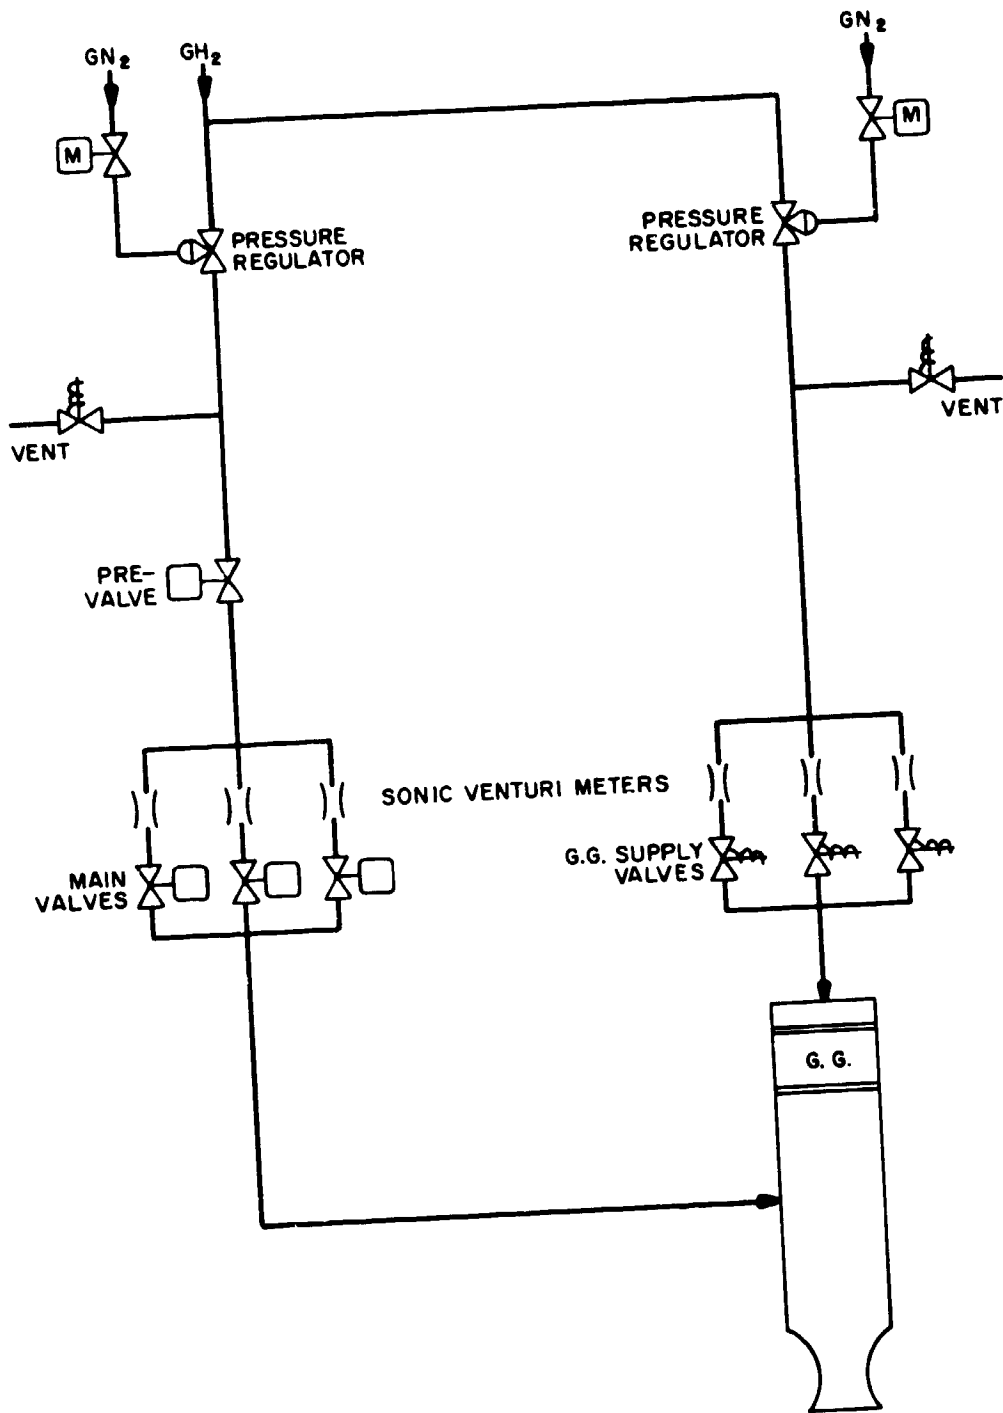 GN2
GH2
GN2
M
M
PRESSURE
REGULATOR
PRESSURE
REGULATOR
VENT
VENT
PRE-
VALVE
SONIC VENTURI METERS
MAIN
VALVES
G.G. SUPPLY
VALVES
G. G.